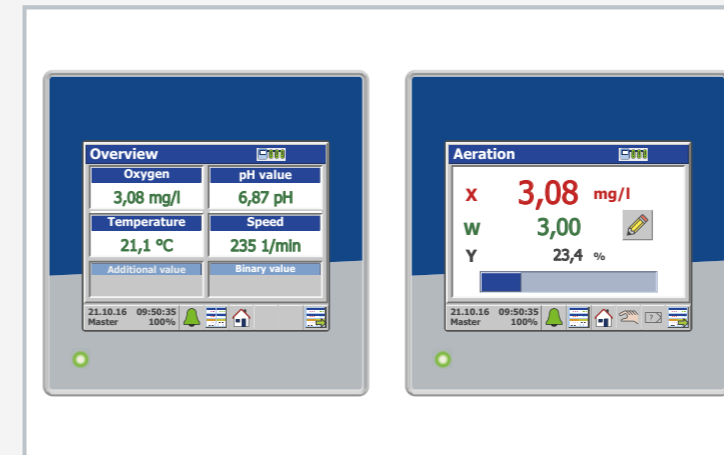 Overview
Oxygen
pH value
3,08 mg/l
6,87 pH
Temperature
Speed
21,1 °C
235 1/min
Additional value
Binary value
21.10.16 09:50:35
Master 100%
Aeration
X 3,08 mg/l
W 3,00
Y 23,4 %
21.10.16 09:50:35
Master 100%